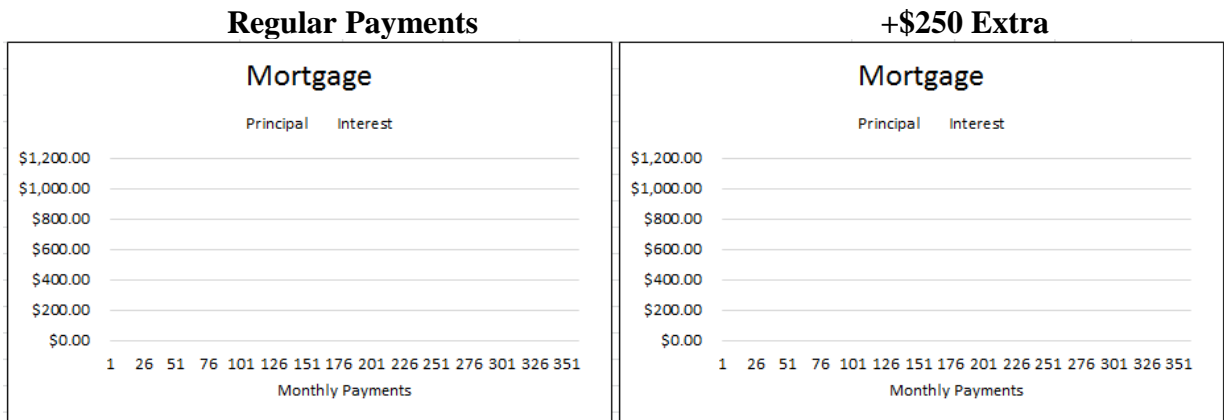 Regular Payments
Mortgage
Principal Interest
$1,200.00
$1,000.00
$800.00
$600.00
$400.00
$200.00
$0.00
1 26 51 76 101 126 151 176 201 226 251 276 301 326 351
Monthly Payments
+$250 Extra
Mortgage
Principal Interest
$1,200.00
$1,000.00
$800.00
$600.00
$400.00
$200.00
$0.00
1 26 51 76 101 126 151 176 201 226 251 276 301 326 351
Monthly Payments